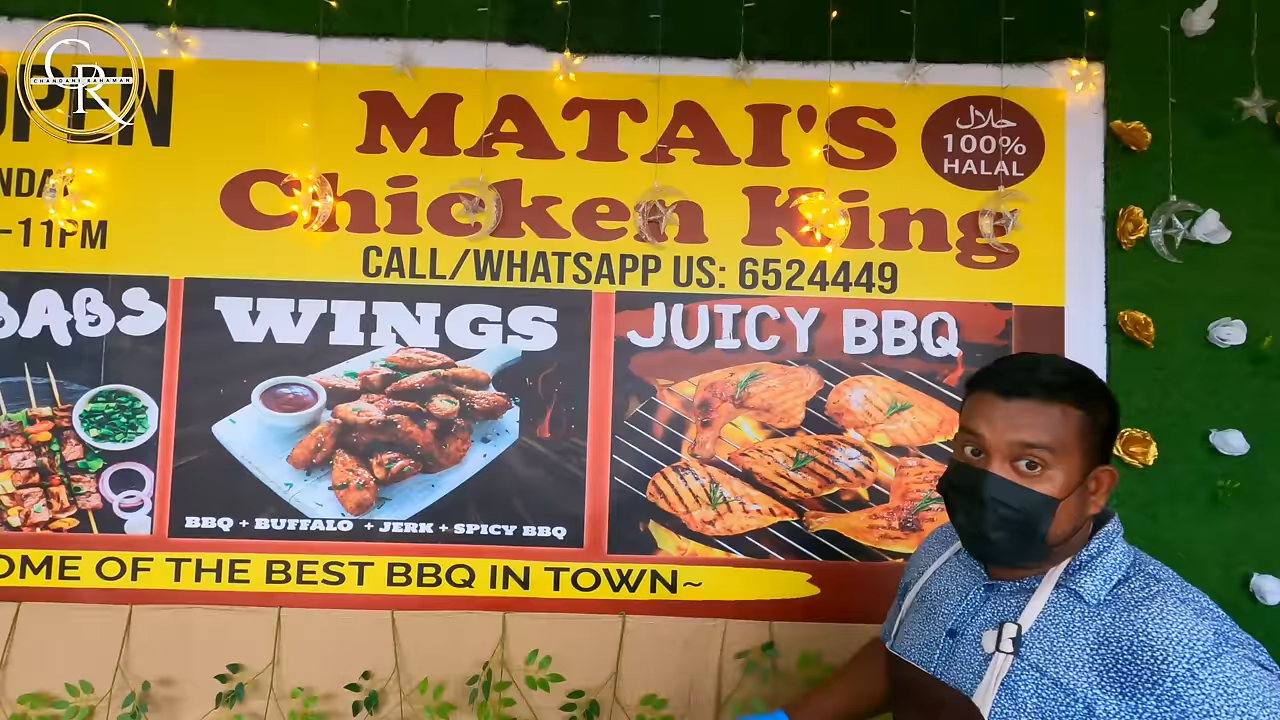 CR
CHANDANI RAHAMAN
OPEN
-11PM
MATAI'S
Chicken King
CALL/WHATSAPP US: 6524449
حلال
100%
HALAL
BABS
WINGS
BBQ + BUFFALO + JERK + SPICY BBQ
JUICY BBQ
OME OF THE BEST BBQ IN TOWN~